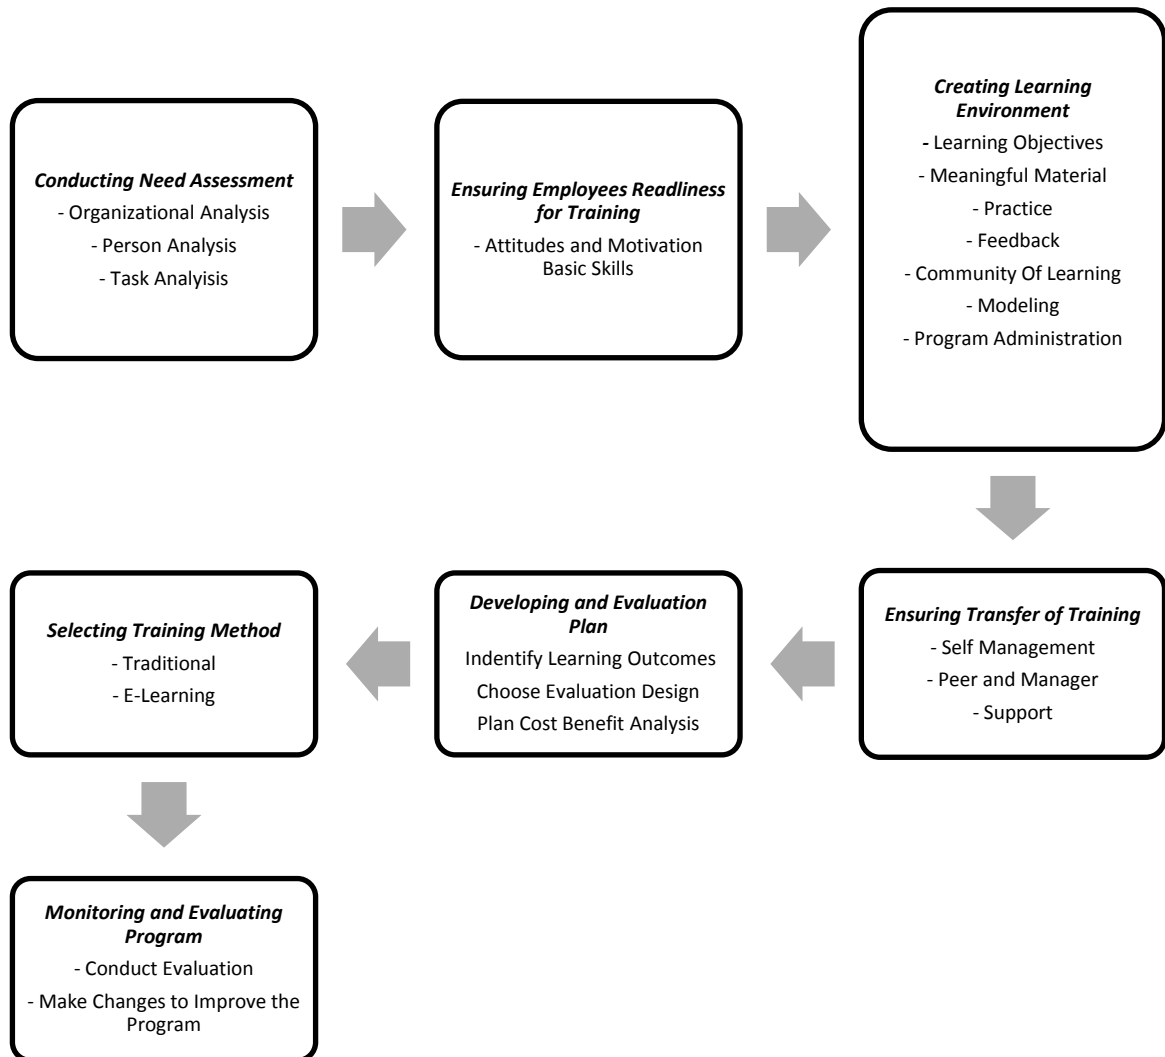 Conducting Need Assessment
- Organizational Analysis
- Person Analysis
- Task Analyisis
Ensuring Employees Readliness
for Training
- Attitudes and Motivation
Basic Skills
Creating Learning
Environment
- Learning Objectives
- Meaningful Material
- Practice
- Feedback
- Community Of Learning
- Modeling
- Program Administration
Ensuring Transfer of Training
- Self Management
- Peer and Manager
- Support
Developing and Evaluation
Plan
Indentify Learning Outcomes
Choose Evaluation Design
Plan Cost Benefit Analysis
Selecting Training Method
- Traditional
- E-Learning
Monitoring and Evaluating
Program
- Conduct Evaluation
- Make Changes to Improve the
Program